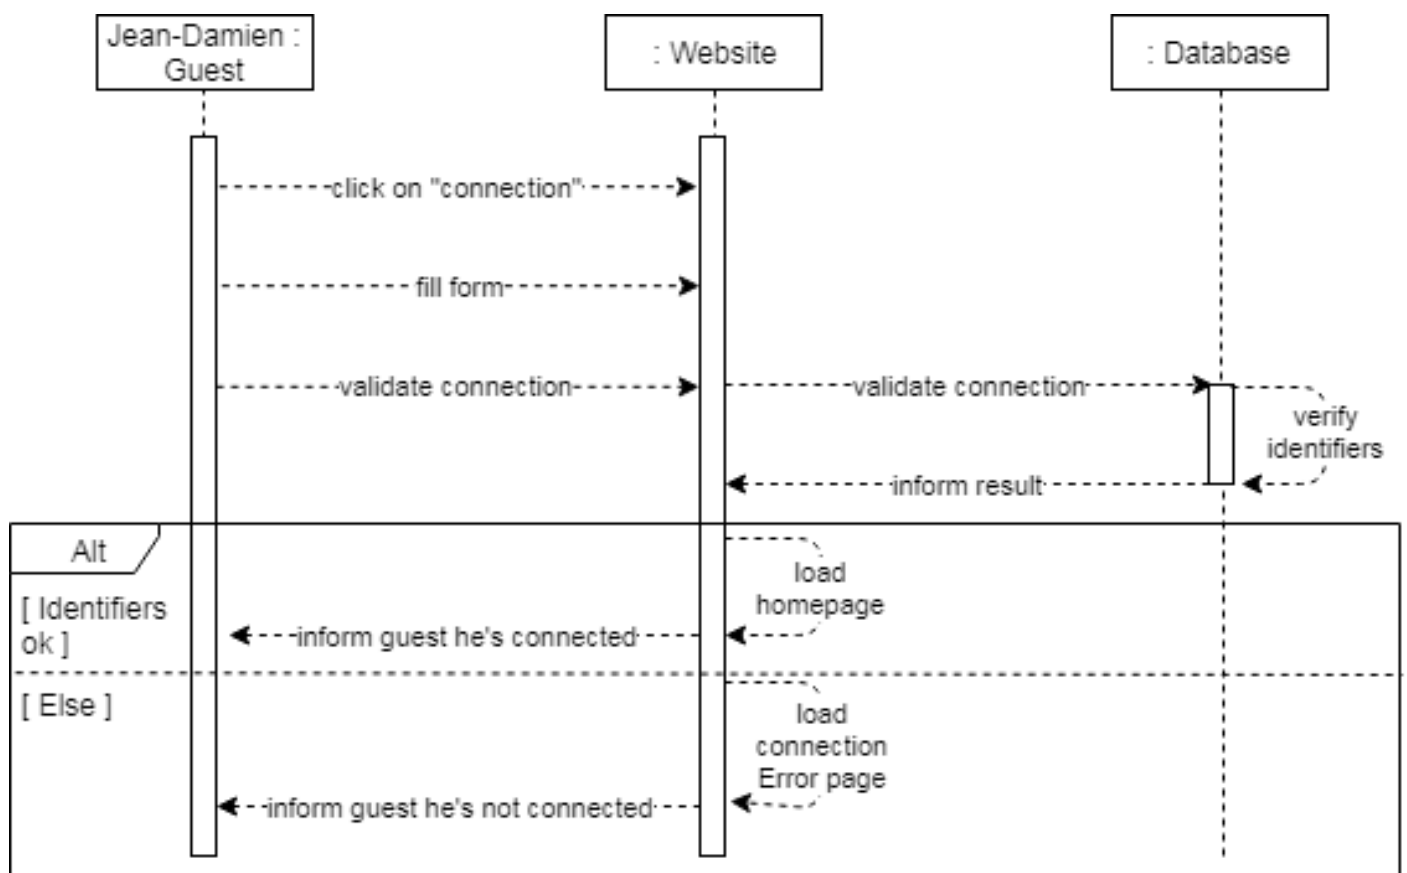 Jean-Damien :
Guest
: Website
: Database
click on "connection"
fill form
validate connection
validate connection
verify
identifiers
inform result
Alt
[ Identifiers
ok ]
load
homepage
inform guest he's connected
[ Else ]
load
connection
Error page
inform guest he's not connected